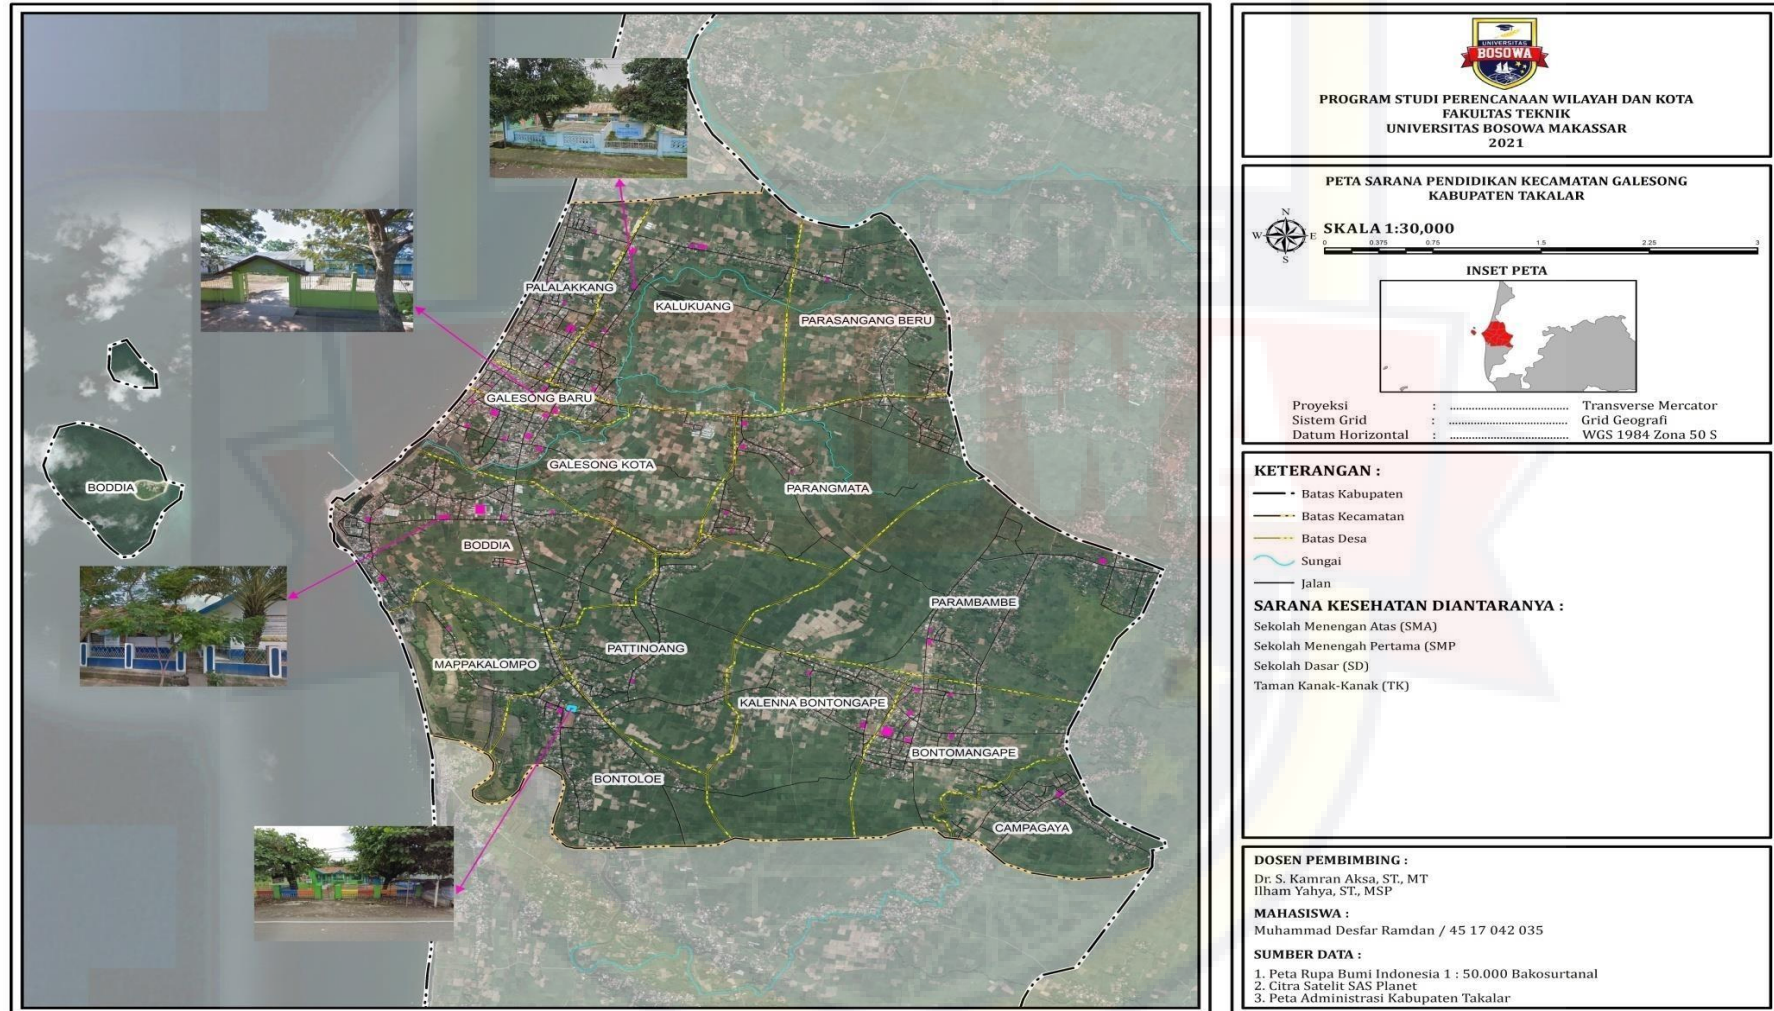 UNIVERSITAS
BOSOWA
PROGRAM STUDI PERENCANAAN WILAYAH DAN KOTA
FAKULTAS TEKNIK
UNIVERSITAS BOSOWA MAKASSAR
2021
PETA SARANA PENDIDIKAN KECAMATAN GALESONG
KABUPATEN TAKALAR
N
W E
S
SKALA 1:30,000
0 0.375 0.75 1.5 2.25 3
INSET PETA
Proyeksi : .............................. Transverse Mercator
Sistem Grid : .............................. Grid Geografi
Datum Horizontal : .............................. WGS 1984 Zona 50 S
KETERANGAN :
Batas Kabupaten
Batas Kecamatan
Batas Desa
Sungai
Jalan
SARANA KESEHATAN DIANTARANYA :
Sekolah Menengan Atas (SMA)
Sekolah Menengah Pertama (SMP
Sekolah Dasar (SD)
Taman Kanak-Kanak (TK)
DOSEN PEMBIMBING :
Dr. S. Kamran Aksa, ST., MT
Ilham Yahya, ST., MSP
MAHASISWA :
Muhammad Desfar Ramdan / 45 17 042 035
SUMBER DATA :
1. Peta Rupa Bumi Indonesia 1 : 50.000 Bakosurtanal
2. Citra Satelit SAS Planet
3. Peta Administrasi Kabupaten Takalar
PALALAKKANG
KALUKUANG
PARASANGANG BERU
GALESONG BARU
GALESONG KOTA
PARANGMATA
BODDIA
BODDIA
PARAMBAMBE
PATTINOANG
MAPPAKALOMPO
KALENNA BONTONGAPE
BONTOMANGAPE
BONTOLOE
CAMPAGAYA